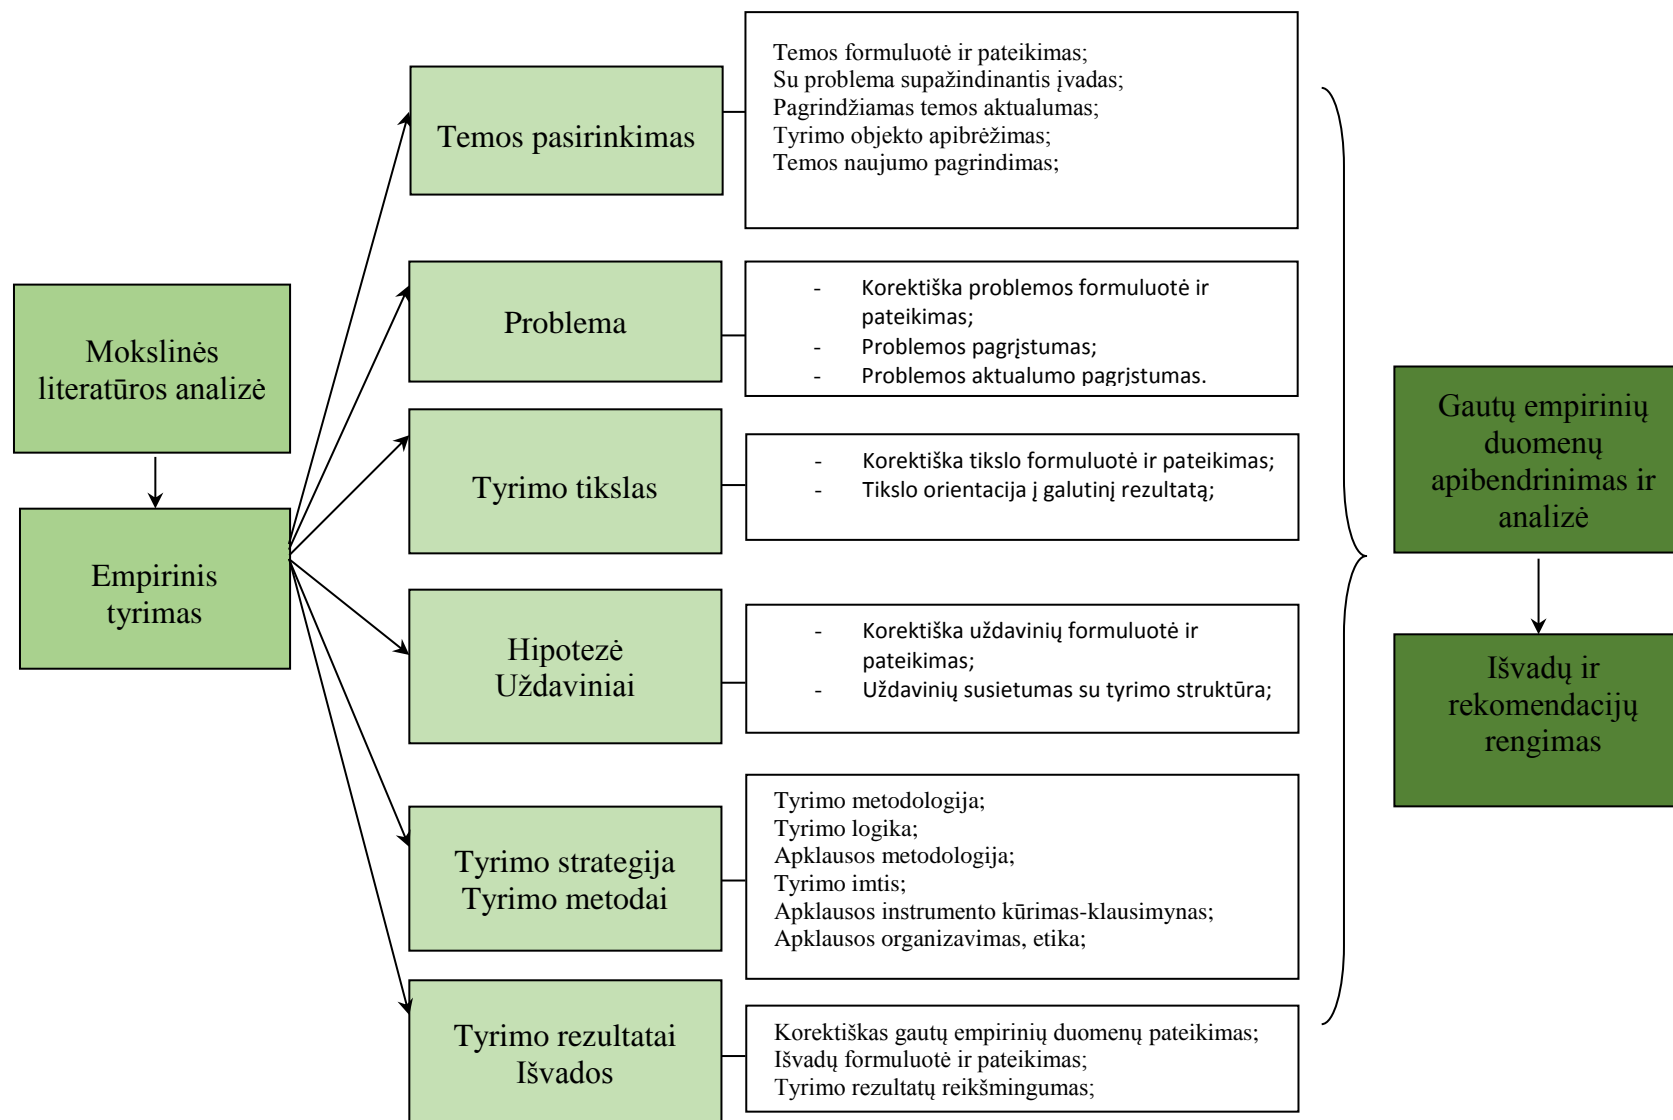 Mokslinės
literatūros analizė
Empirinis
tyrimas
Temos pasirinkimas
Temos formuluotė ir pateikimas;
Su problema supažindinantis įvadas;
Pagrindžiamas temos aktualumas;
Tyrimo objekto apibrėžimas;
Temos naujumo pagrindimas;
Problema
- Korektiška problemos formuluotė ir
pateikimas;
- Problemos pagrįstumas;
- Problemos aktualumo pagrįstumas.
Tyrimo tikslas
- Korektiška tikslo formuluotė ir pateikimas;
- Tikslo orientacija į galutinį rezultatą;
Hipotezė
Uždaviniai
- Korektiška uždavinių formuluotė ir
pateikimas;
- Uždavinių susietumas su tyrimo struktūra;
Tyrimo strategija
Tyrimo metodai
Tyrimo metodologija;
Tyrimo logika;
Apklausos metodologija;
Tyrimo imtis;
Apklausos instrumento kūrimas-klausimynas;
Apklausos organizavimas, etika;
Tyrimo rezultatai
Išvados
Korektiškas gautų empirinių duomenų pateikimas;
Išvadų formuluotė ir pateikimas;
Tyrimo rezultatų reikšmingumas;
Gautų empirinių
duomenų
apibendrinimas ir
analizė
Išvadų ir
rekomendacijų
rengimas